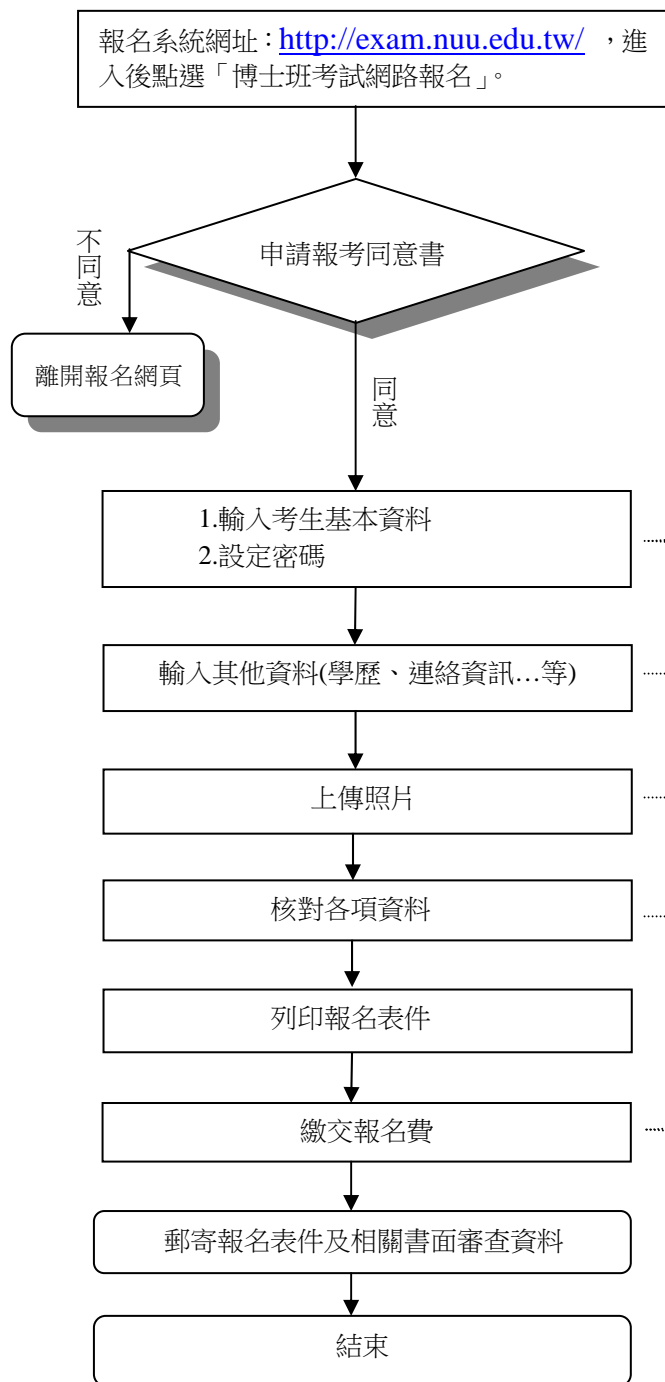 報名系統網址：http://exam.nuu.edu.tw/ ，進
入後點選「博士班考試網路報名」。
申請報考同意書
不同意
離開報名網頁
同意
1.輸入考生基本資料
2.設定密碼
輸入其他資料(學歷、連絡資訊…等)
上傳照片
核對各項資料
列印報名表件
繳交報名費
郵寄報名表件及相關書面審查資料
結束